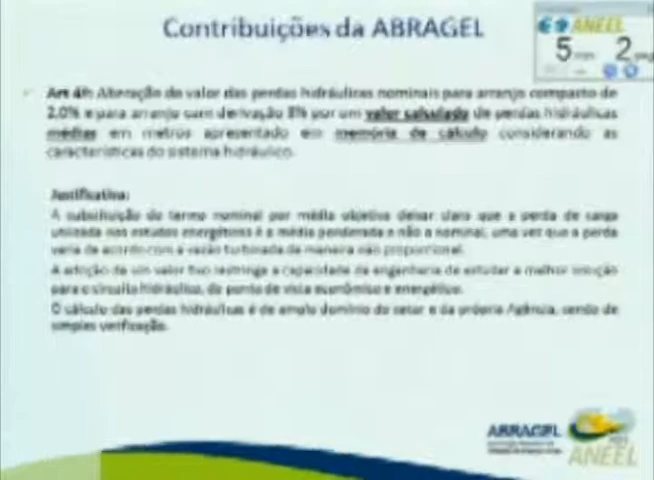 Contribuições da ABRAGEL
ANEEL
5 min 2 seg
Art 4º: Alteração do valor das perdas hidráulicas nominais para arranjo compacto de
2,0% e para arranjo com derivação 3% por um valor calculado de perdas hidráulicas
médias em metros apresentado em memória de cálculo considerando as
características do sistema hidráulico.
Justificativa:
A substituição do termo nominal por média objetiva deixar claro que a perda de carga
utilizada nos estudos energéticos é a média ponderada e não a nominal, uma vez que a perda
varia de acordo com a vazão turbinada de maneira não proporcional.
A adoção de um valor fixo restringe a capacidade da engenharia de estudar a melhor solução
para o circuito hidráulico, do ponto de vista econômico e energético.
O cálculo das perdas hidráulicas é de amplo domínio do setor e da própria Agência, sendo de
simples verificação.
ABRAGEL
ANEEL